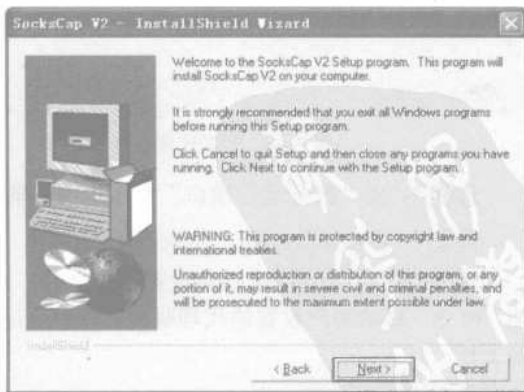 SocksCap V2 - InstallShield Wizard
Welcome to the SocksCap V2 Setup program. This program will
install SocksCap V2 on your computer.
It is strongly recommended that you exit all Windows programs
before running this Setup program.
Click Cancel to quit Setup and then close any programs you have
running. Click Next to continue with the Setup program.
WARNING: This program is protected by copyright law and
international treaties.
Unauthorized reproduction or distribution of this program, or any
portion of it, may result in severe civil and criminal penalties, and
will be prosecuted to the maximum extent possible under law.
InstallShield
< Back Next > Cancel